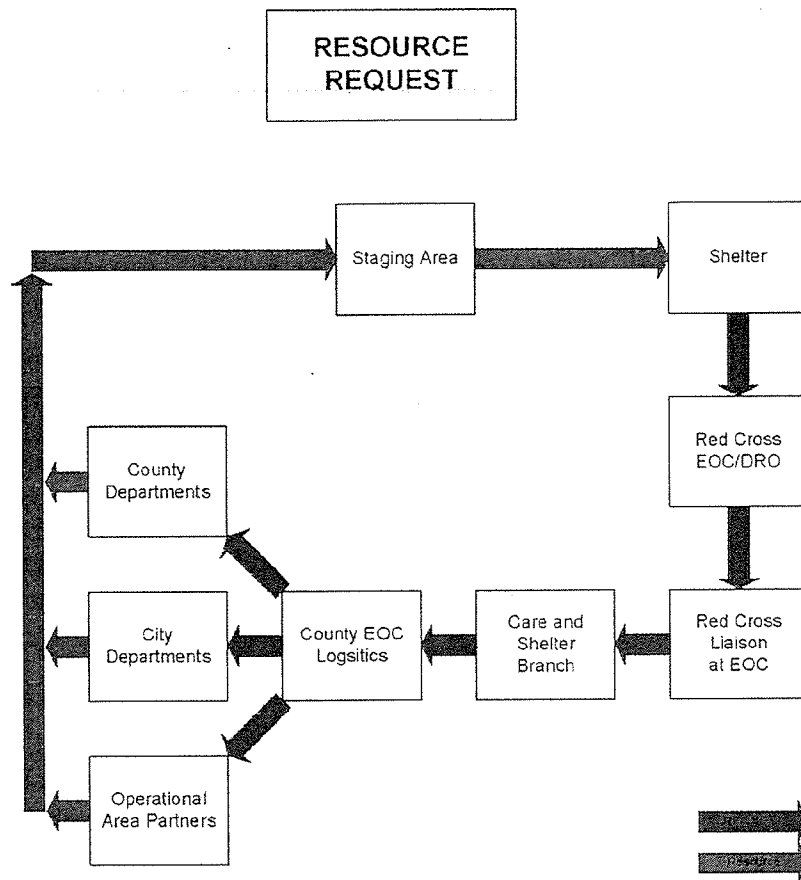 RESOURCE
REQUEST
Staging Area
Shelter
Red Cross
EOC/DRO
County
Departments
City
Departments
County EOC
Logsitics
Care and
Shelter
Branch
Red Cross
Liaison
at EOC
Operational
Area Partners